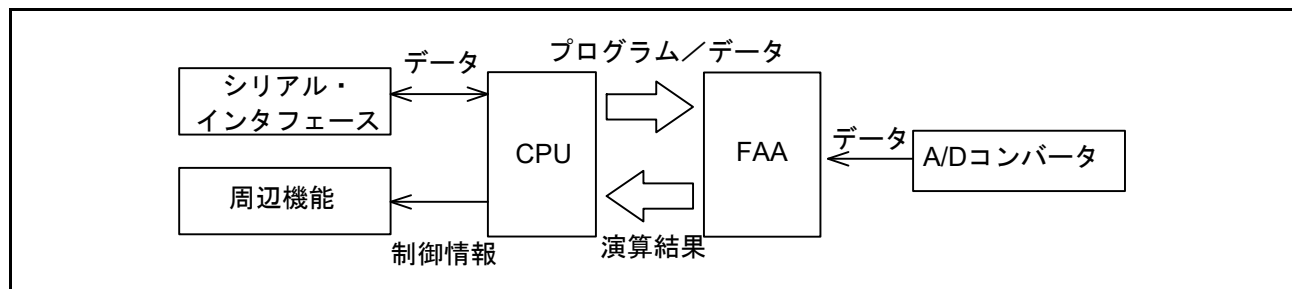 プログラム／データ
データ
シリアル・
インタフェース
CPU
FAA
データ
A/Dコンバータ
周辺機能
制御情報
演算結果